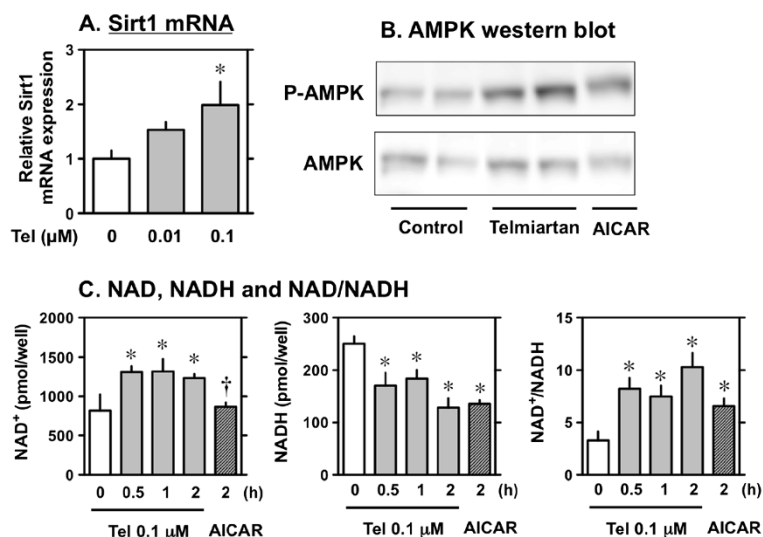 A. Sirt1 mRNA
Relative Sirt1
mRNA expression
3
2
1
0
*
Tel (µM)
0 0.01 0.1
B. AMPK western blot
P-AMPK
AMPK
Control Telmiartan AICAR
C. NAD, NADH and NAD/NADH
NAD⁺ (pmol/well)
2000
1500
1000
500
0
* * * †
0 0.5 1 2 2 (h)
Tel 0.1 µM AICAR
NADH (pmol/well)
300
200
100
0
* * * *
0 0.5 1 2 2 (h)
Tel 0.1 µM AICAR
NAD⁺/NADH
15
10
5
0
* * * *
0 0.5 1 2 2 (h)
Tel 0.1 µM AICAR